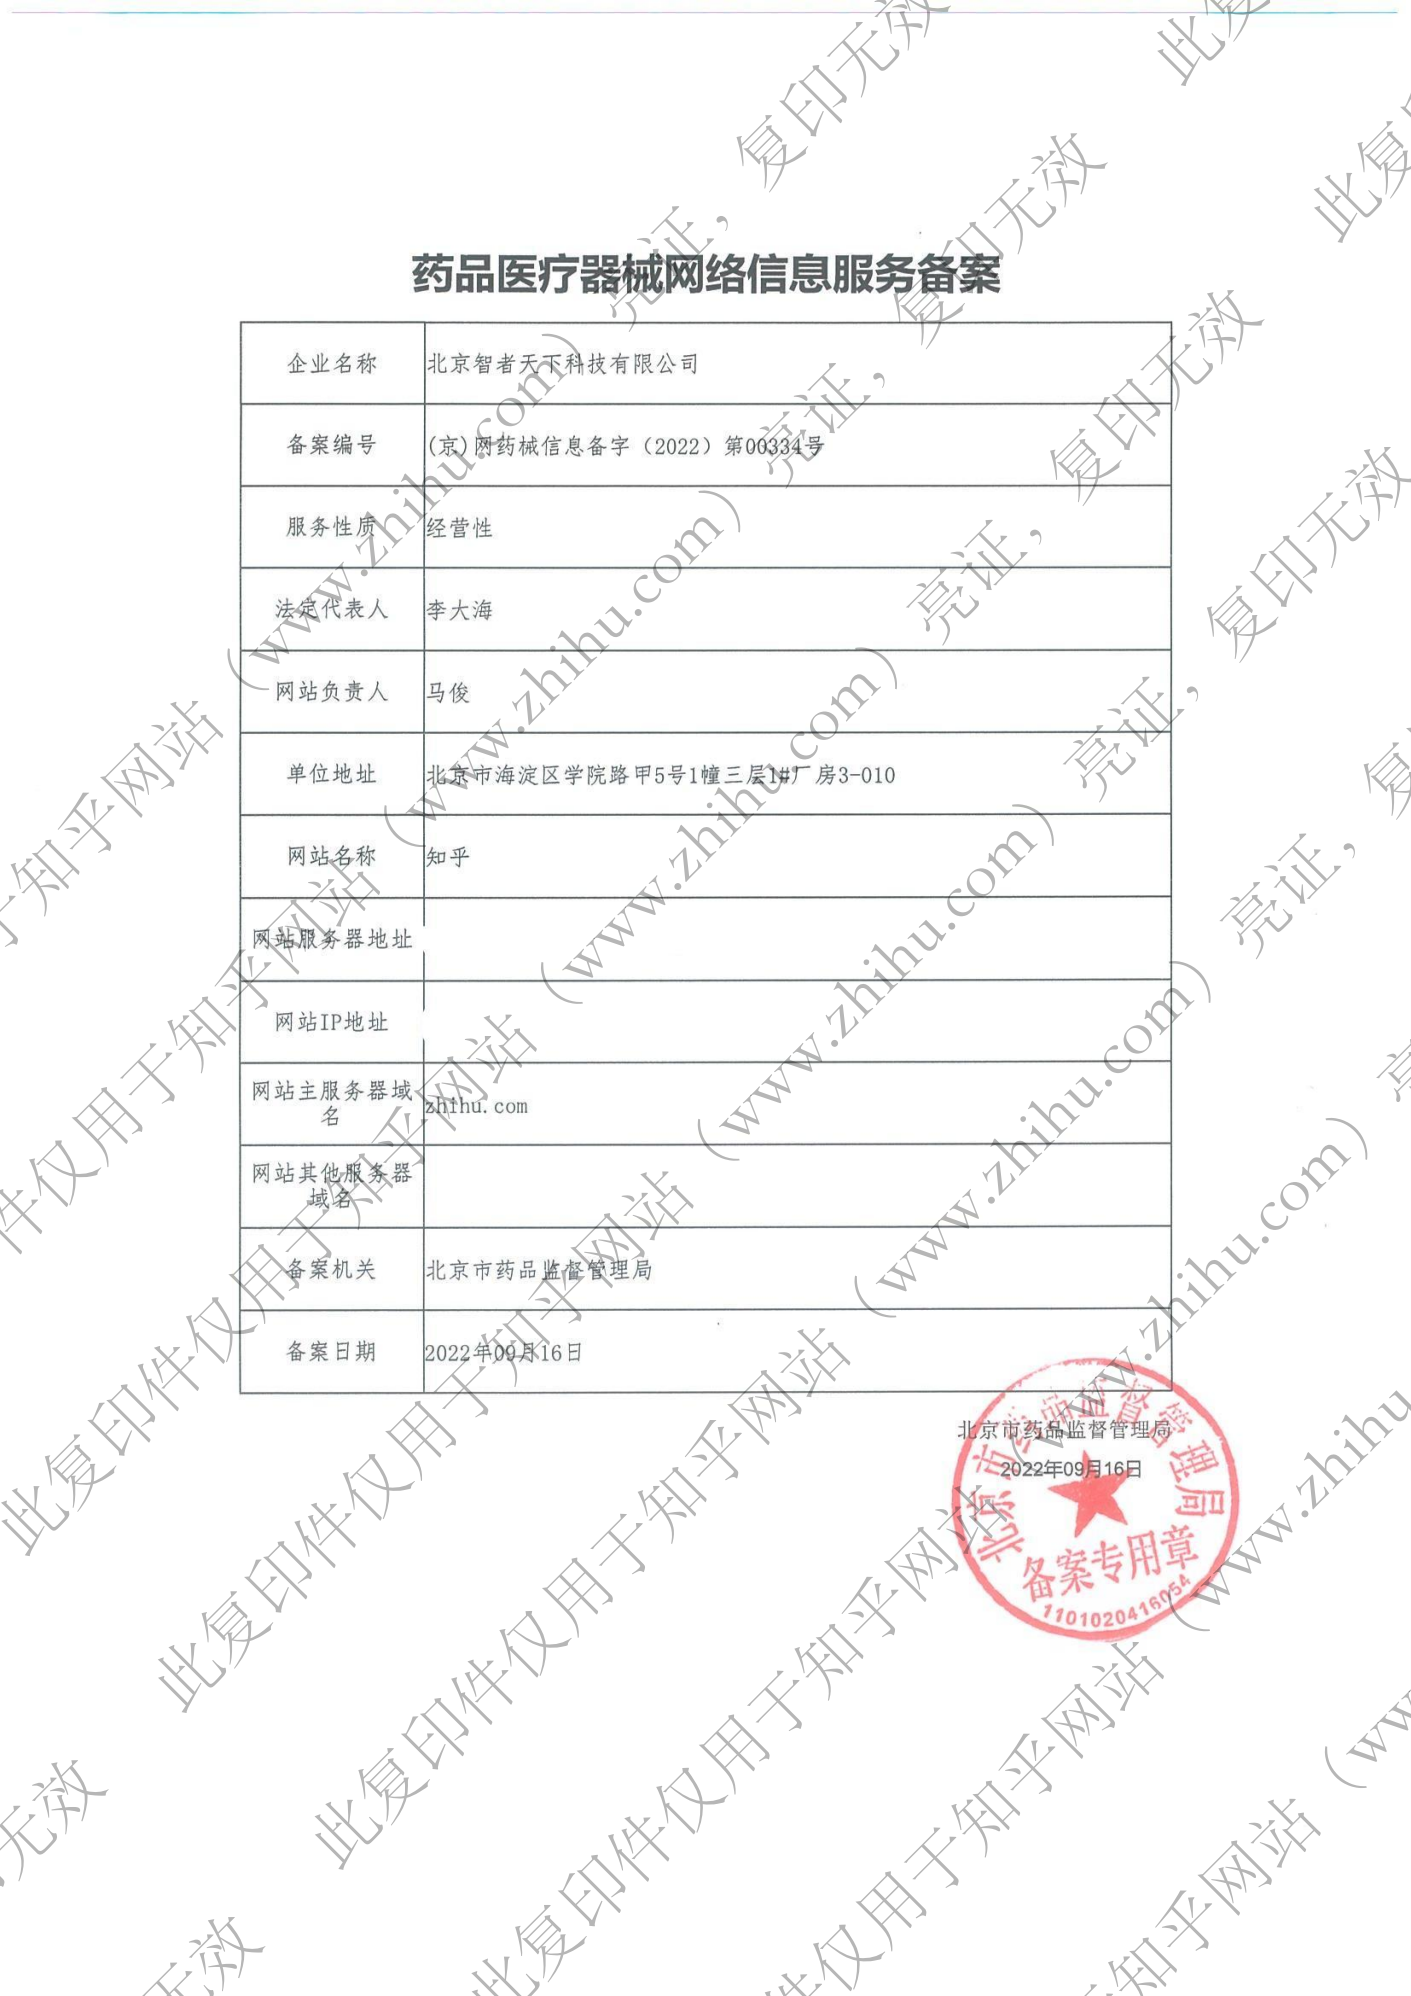 药品医疗器械网络信息服务备案
企业名称 北京智者天下科技有限公司
备案编号 (京)网药械信息备字（2022）第00334号
服务性质 经营性
法定代表人 李大海
网站负责人 马俊
单位地址 北京市海淀区学院路甲5号1幢三层1#厂房3-010
网站名称 知乎
网站服务器地址
网站IP地址
网站主服务器域
名
zhihu.com
网站其他服务器
域名
备案机关 北京市药品监督管理局
备案日期 2022年09月16日
北京市药品监督管理局
2022年09月16日
北京市药品监督管理局
备案专用章
1101020416054
此复印件仅用于知乎网站（www.zhihu.com）亮证，复印无效